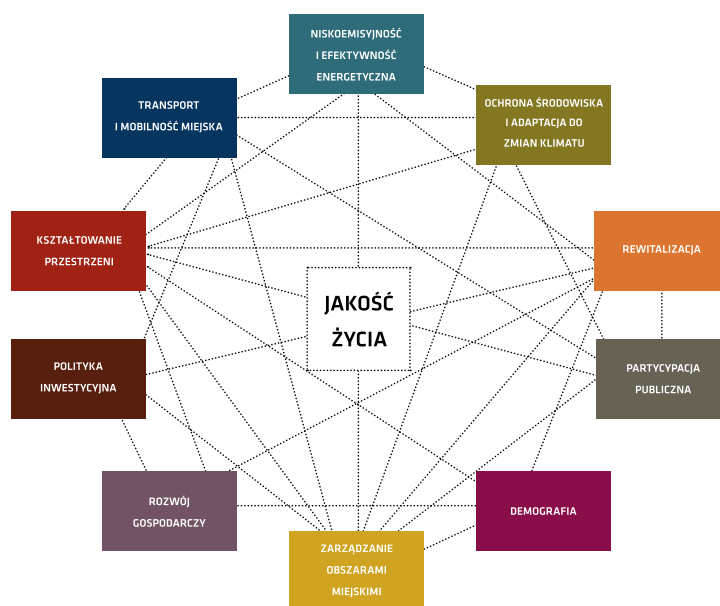 NISKOEMISYJNOŚĆ
I EFEKTYWNOŚĆ
ENERGETYCZNA
TRANSPORT
I MOBILNOŚĆ MIEJSKA
OCHRONA ŚRODOWISKA
I ADAPTACJA DO
ZMIAN KLIMATU
KSZTAŁTOWANIE
PRZESTRZENI
REWITALIZACJA
JAKOŚĆ
ŻYCIA
POLITYKA
INWESTYCYJNA
PARTYCYPACJA
PUBLICZNA
ROZWÓJ
GOSPODARCZY
DEMOGRAFIA
ZARZĄDZANIE
OBSZARAMI
MIEJSKIMI